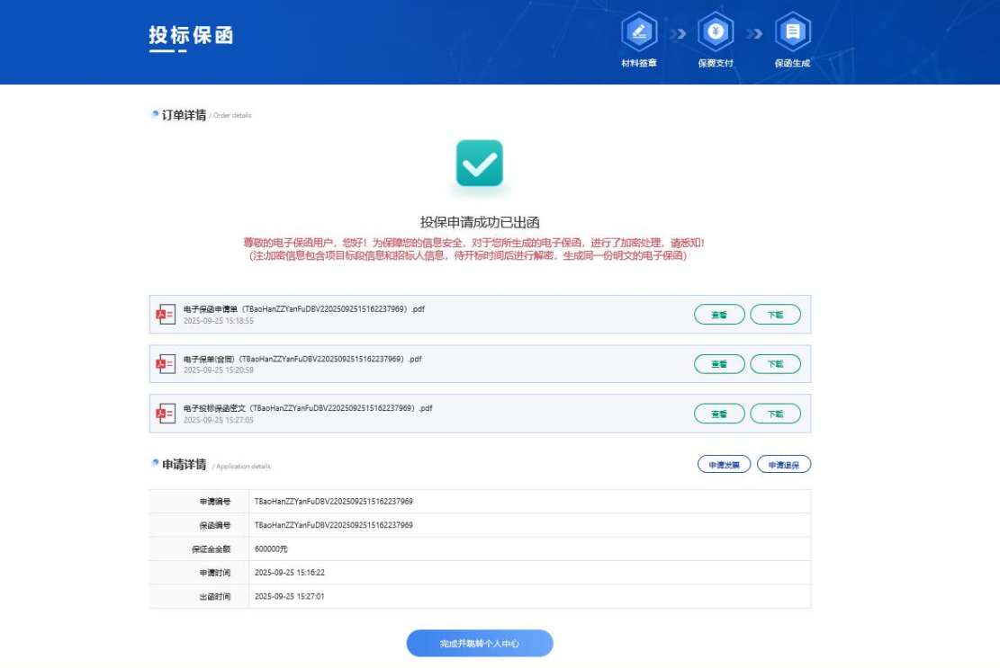 投标保函
材料签章
保费支付
保函生成
订单详情 / Order details
投保申请成功已出函
尊敬的电子保函用户，您好！为保障您的信息安全，对于您所生成的电子保函，进行了加密处理，请悉知!
(注:加密信息包含项目标段信息和招标人信息，待开标时间后进行解密，生成同一份明文的电子保函)
电子保函申请单（TBaoHanZZYanFuDBV22025092515162237969）.pdf
2025-09-25 15:18:55
查看
下载
电子保单(合同)（TBaoHanZZYanFuDBV22025092515162237969）.pdf
2025-09-25 15:20:59
查看
下载
电子投标保函密文（TBaoHanZZYanFuDBV22025092515162237969）.pdf
2025-09-25 15:27:05
查看
下载
申请详情 / Application details
申请发票
申请退保
申请编号 TBaoHanZZYanFuDBV22025092515162237969
保函编号 TBaoHanZZYanFuDBV22025092515162237969
保证金金额 600000元
申请时间 2025-09-25 15:16:22
出函时间 2025-09-25 15:27:01
完成并跳转个人中心